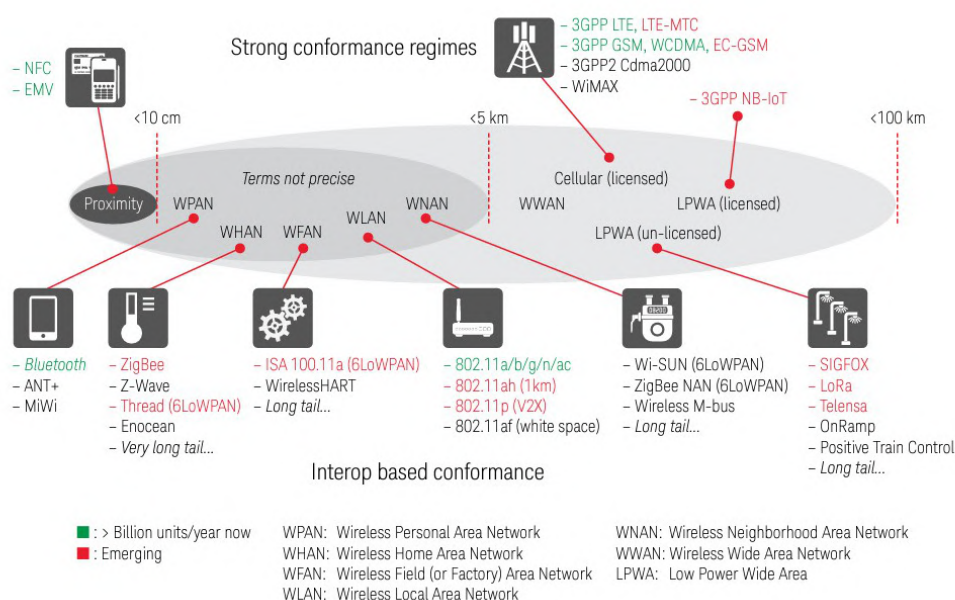 Strong conformance regimes
– NFC
– EMV
– 3GPP LTE, LTE-MTC
– 3GPP GSM, WCDMA, EC-GSM
– 3GPP2 Cdma2000
– WiMAX
– 3GPP NB-IoT
<10 cm
<5 km
<100 km
Terms not precise
Cellular (licensed)
Proximity
WPAN
WHAN
WFAN
WLAN
WNAN
WWAN
LPWA (licensed)
LPWA (un-licensed)
– Bluetooth
– ANT+
– MiWi
– ZigBee
– Z-Wave
– Thread (6LoWPAN)
– Enocean
– Very long tail...
– ISA 100.11a (6LoWPAN)
– WirelessHART
– Long tail...
– 802.11a/b/g/n/ac
– 802.11ah (1km)
– 802.11p (V2X)
– 802.11af (white space)
– Wi-SUN (6LoWPAN)
– ZigBee NAN (6LoWPAN)
– Wireless M-bus
– Long tail...
– SIGFOX
– LoRa
– Telensa
– OnRamp
– Positive Train Control
– Long tail...
Interop based conformance
: > Billion units/year now
: Emerging
WPAN: Wireless Personal Area Network
WHAN: Wireless Home Area Network
WFAN: Wireless Field (or Factory) Area Network
WLAN: Wireless Local Area Network
WNAN: Wireless Neighborhood Area Network
WWAN: Wireless Wide Area Network
LPWA: Low Power Wide Area